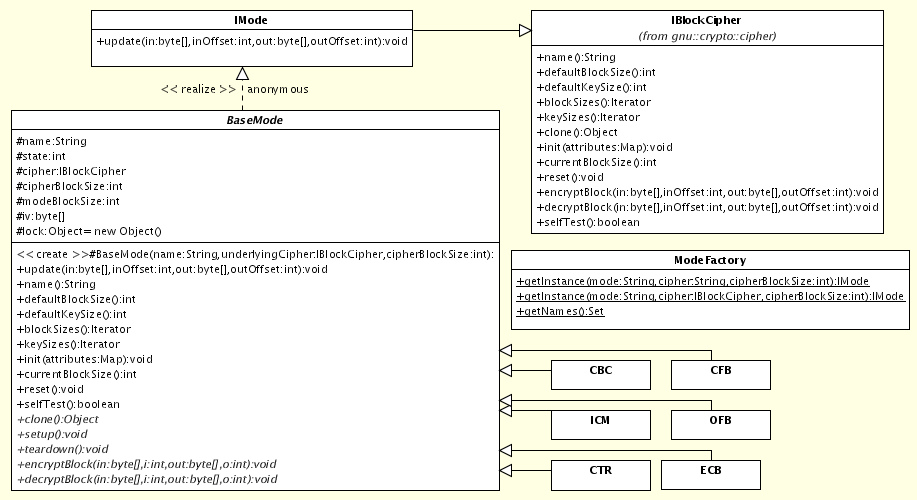 IMode
+update(in:byte[],inOffset:int,out:byte[],outOffset:int):void
IBlockCipher
(from gnu::crypto::cipher)
+name():String
+defaultBlockSize():int
+defaultKeySize():int
+blockSizes():Iterator
+keySizes():Iterator
+clone():Object
+init(attributes:Map):void
+currentBlockSize():int
+reset():void
+encryptBlock(in:byte[],inOffset:int,out:byte[],outOffset:int):void
+decryptBlock(in:byte[],inOffset:int,out:byte[],outOffset:int):void
+selfTest():boolean
<< realize >> anonymous
BaseMode
#name:String
#state:int
#cipher:IBlockCipher
#cipherBlockSize:int
#modeBlockSize:int
#iv:byte[]
#lock:Object=new Object()
<< create >>#BaseMode(name:String,underlyingCipher:IBlockCipher,cipherBlockSize:int):
+update(in:byte[],inOffset:int,out:byte[],outOffset:int):void
+name():String
+defaultBlockSize():int
+defaultKeySize():int
+blockSizes():Iterator
+keySizes():Iterator
+init(attributes:Map):void
+currentBlockSize():int
+reset():void
+selfTest():boolean
+clone():Object
+setup():void
+teardown():void
+encryptBlock(in:byte[],i:int,out:byte[],o:int):void
+decryptBlock(in:byte[],i:int,out:byte[],o:int):void
ModeFactory
+getInstance(mode:String,cipher:String,cipherBlockSize:int):IMode
+getInstance(mode:String,cipher:IBlockCipher,cipherBlockSize:int):IMode
+getNames():Set
CBC
CFB
ICM
OFB
CTR
ECB